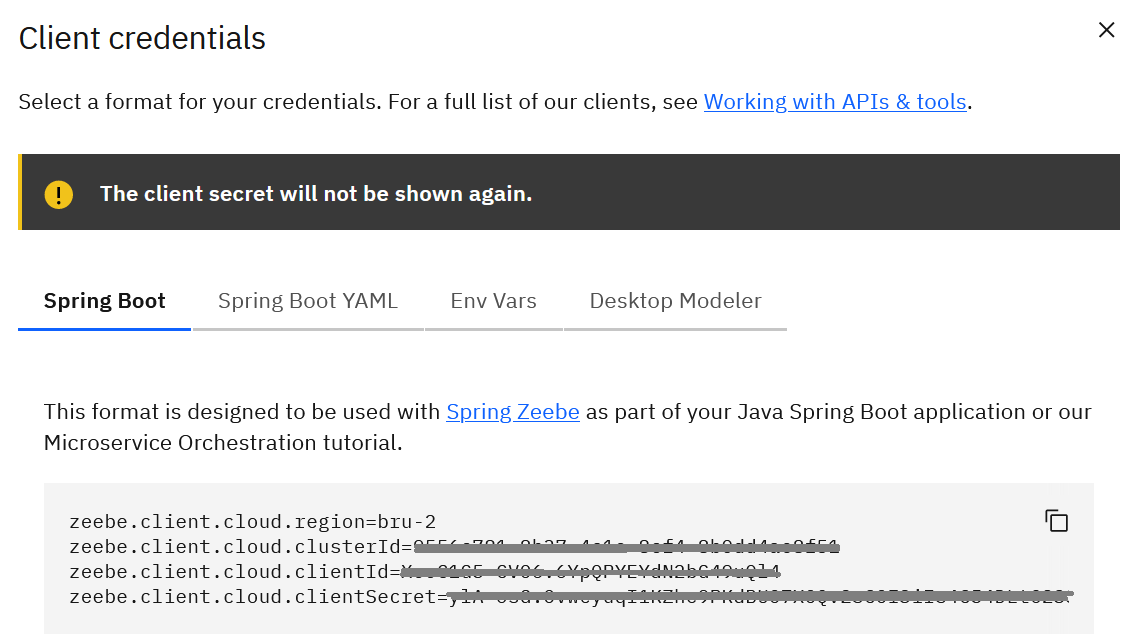 Client credentials
Select a format for your credentials. For a full list of our clients, see Working with APIs & tools.
The client secret will not be shown again.
Spring Boot Spring Boot YAML Env Vars Desktop Modeler
This format is designed to be used with Spring Zeebe as part of your Java Spring Boot application or our
Microservice Orchestration tutorial.
zeebe.client.cloud.region=bru-2
zeebe.client.cloud.clusterId=
zeebe.client.cloud.clientId=
zeebe.client.cloud.clientSecret=